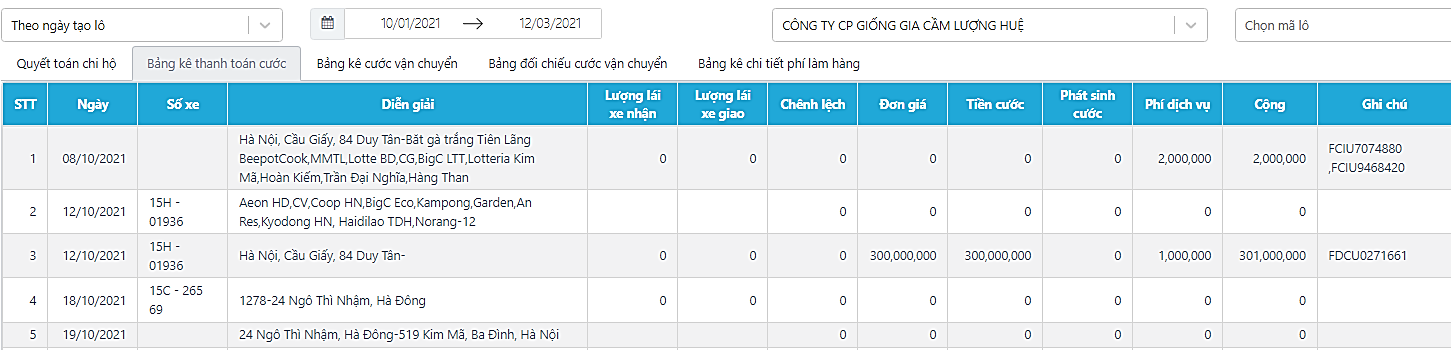 Theo ngày tạo lô 10/01/2021 12/03/2021 CÔNG TY CP GIỐNG GIA CẦM LƯỢNG HUỆ Chọn mã lô
Quyết toán chi hộ Bảng kê thanh toán cước Bảng kê cước vận chuyển Bảng đối chiếu cước vận chuyển Bảng kê chi tiết phí làm hàng
STT Ngày Số xe Diễn giải Lượng lái xe nhận Lượng lái xe giao Chênh lệch Đơn giá Tiền cước Phát sinh cước Phí dịch vụ Cộng Ghi chú
Hà Nội, Cầu Giấy, 84 Duy Tân-Băt gà trắng Tiên Lãng
1 08/10/2021 BeepotCook,MMTL,Lotte BD,CG,BigC LTT,Lotteria Kim 0 0 0 0 0 0 2,000,000 2,000,000 FCIU7074880
Mã,Hoàn Kiếm,Trần Đại Nghĩa,Hàng Than ,FCIU9468420
2 12/10/2021 15H - 01936 Aeon HD,CV,Coop HN,BigC Eco,Kampong,Garden,An 0 0 0 0 0 0
Res,Kyodong HN, Haidilao TDH,Norang-12
3 12/10/2021 15H - 01936 Hà Nội, Cầu Giấy, 84 Duy Tân- 0 0 0 300,000,000 300,000,000 0 1,000,000 301,000,000 FDCU0271661
4 18/10/2021 15C - 265 69 1278-24 Ngô Thì Nhậm, Hà Đông 0 0 0 0 0 0 0 0
5 19/10/2021 24 Ngô Thì Nhậm, Hà Đông-519 Kim Mã, Ba Đình, Hà Nội 0 0 0 0 0 0